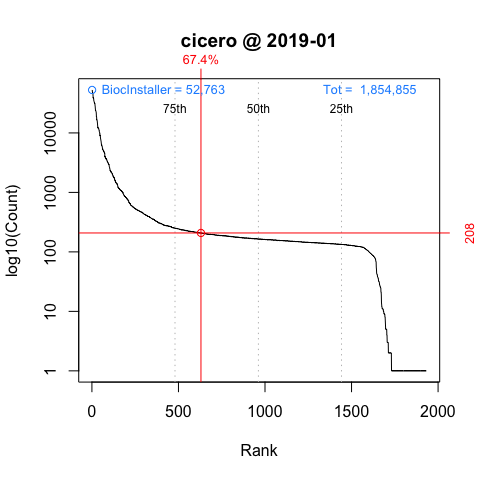 cicero @ 2019-01
67.4%
BiocInstaller = 52,763
Tot = 1,854,855
75th
50th
25th
log10(Count)
10000
1000
100
10
1
208
0
500
1000
1500
2000
Rank